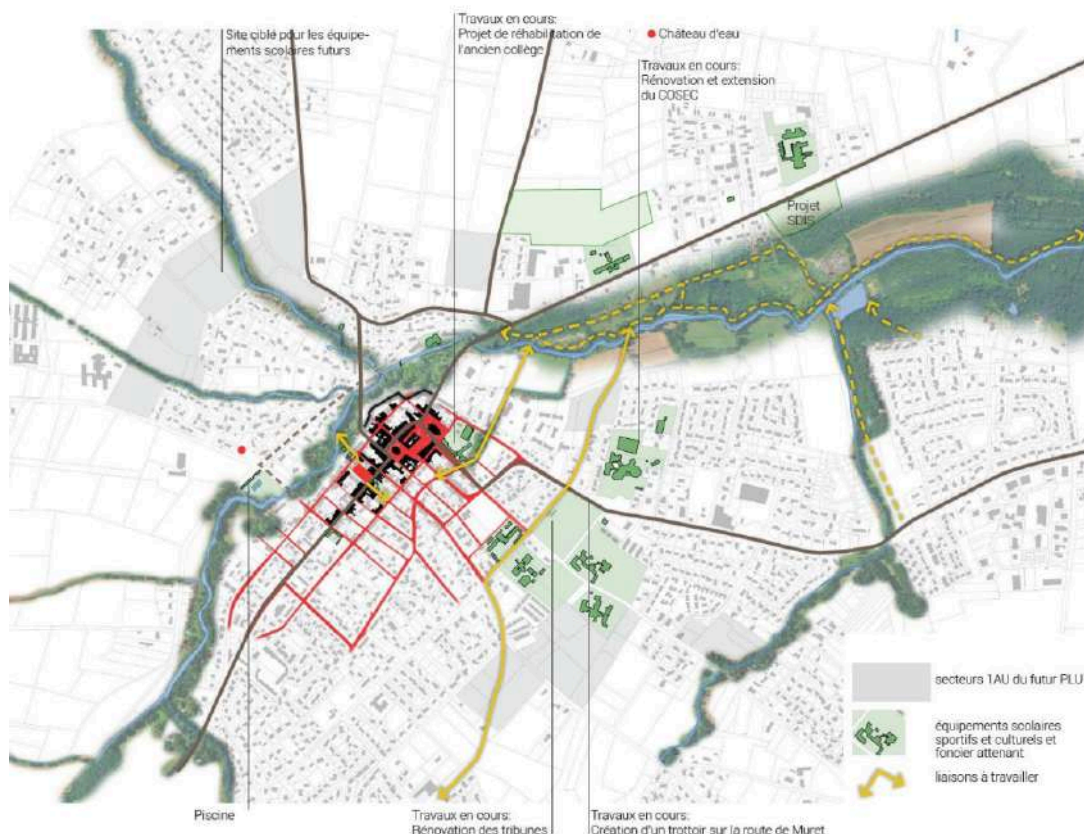 Travaux en cours:
Projet de réhabilitation de
l'ancien collège
Site ciblé pour les équipe-
ments scolaires futurs
Château d'eau
Travaux en cours:
Rénovation et extension
du COSEC
Projet
SDIS
secteurs 1AU du futur PLU
équipements scolaires
sportifs et culturels et
foncier attenant
liaisons à travailler
Piscine
Travaux en cours:
Rénovation des tribunes
Travaux en cours:
Création d'un trottoir sur la route de Muret